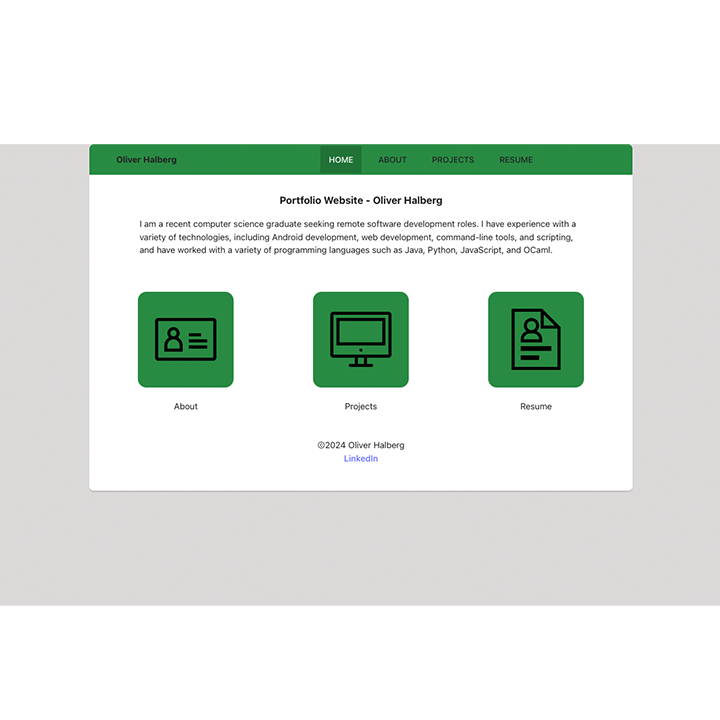 Oliver Halberg HOME ABOUT PROJECTS RESUME
Portfolio Website - Oliver Halberg
I am a recent computer science graduate seeking remote software development roles. I have experience with a
variety of technologies, including Android development, web development, command-line tools, and scripting,
and have worked with a variety of programming languages such as Java, Python, JavaScript, and OCaml.
About Projects Resume
©2024 Oliver Halberg
LinkedIn